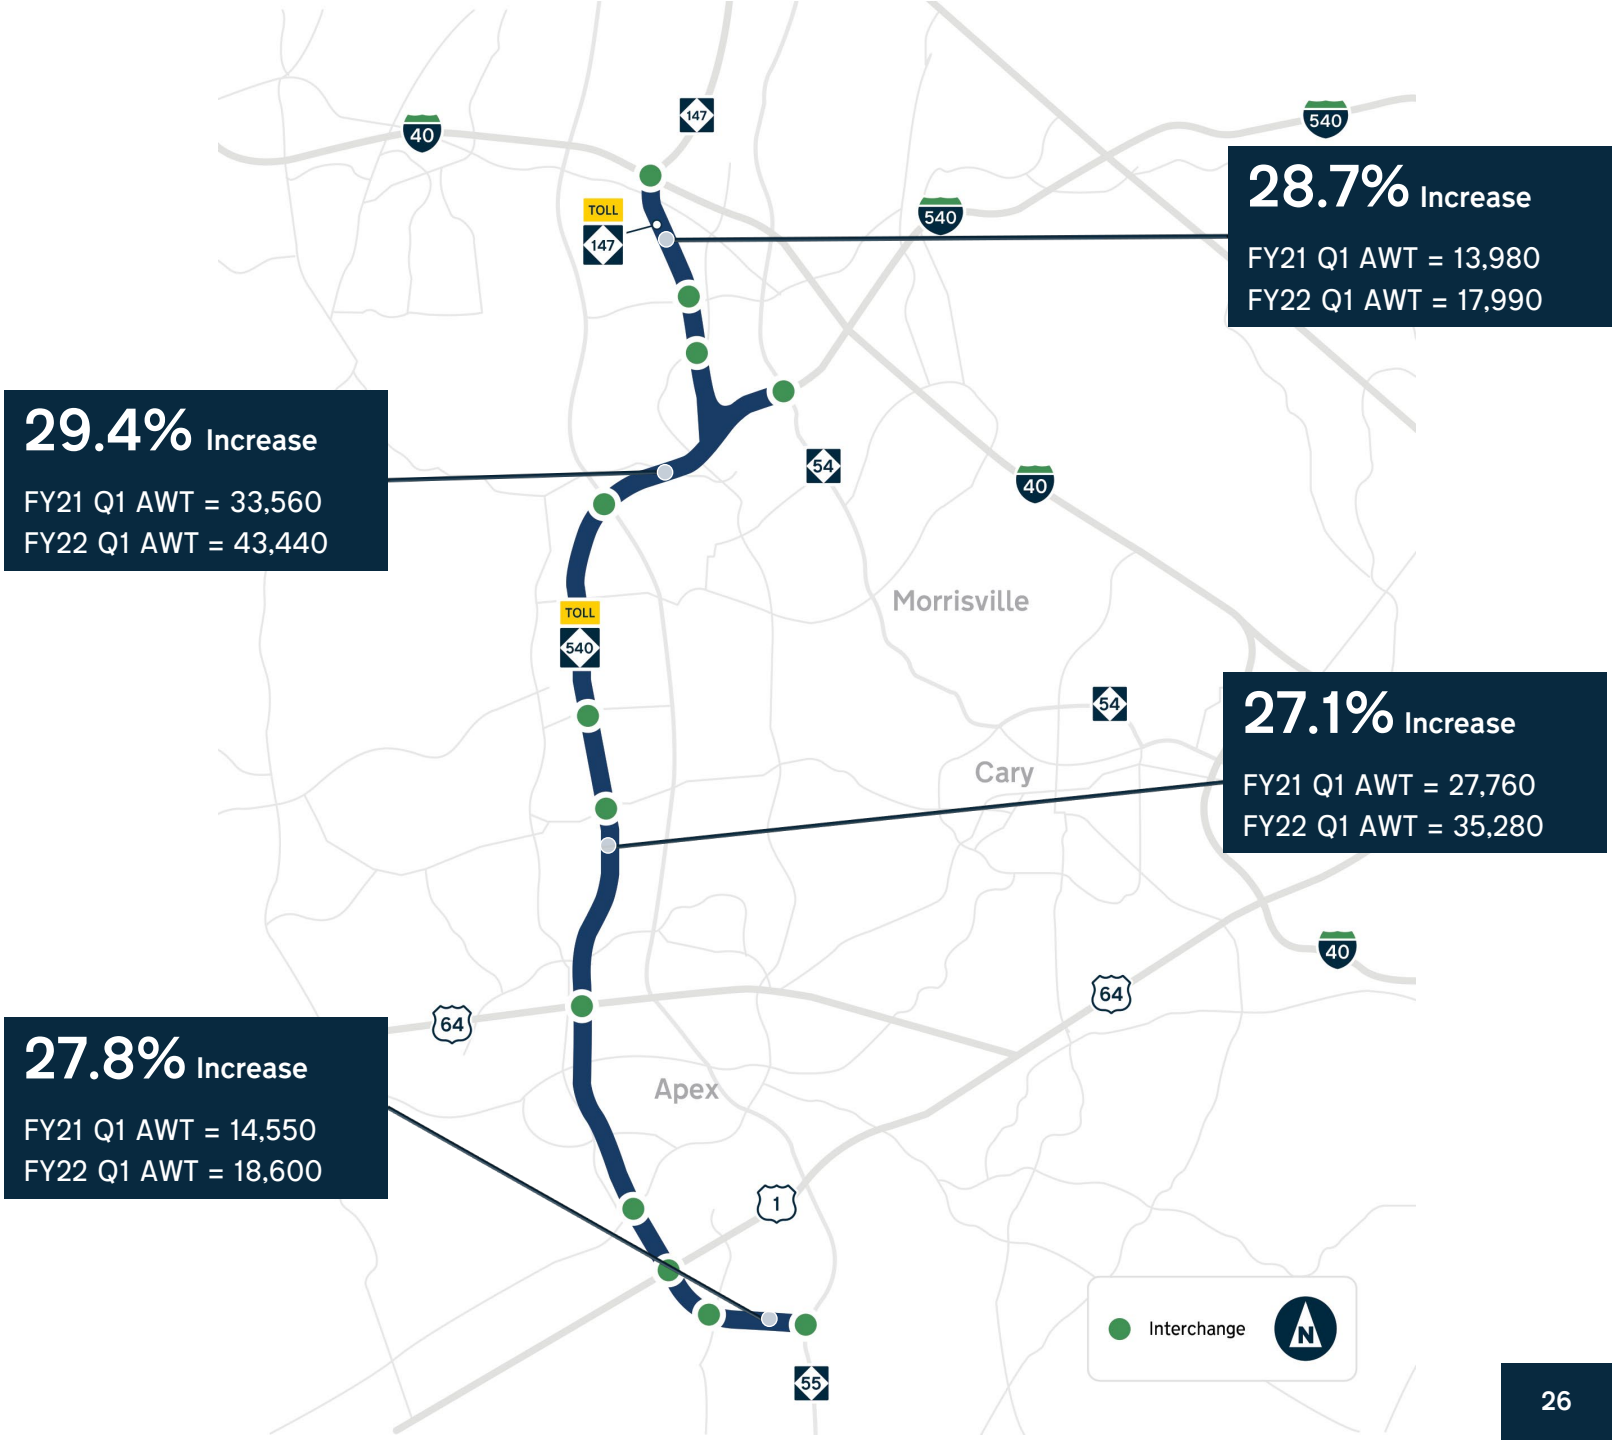 147
40
540
28.7% Increase
FY21 Q1 AWT = 13,980
FY22 Q1 AWT = 17,990
TOLL
147
540
29.4% Increase
FY21 Q1 AWT = 33,560
FY22 Q1 AWT = 43,440
54
40
Morrisville
TOLL
540
27.1% Increase
FY21 Q1 AWT = 27,760
FY22 Q1 AWT = 35,280
54
Cary
40
64
64
27.8% Increase
FY21 Q1 AWT = 14,550
FY22 Q1 AWT = 18,600
Apex
1
Interchange
N
55
26